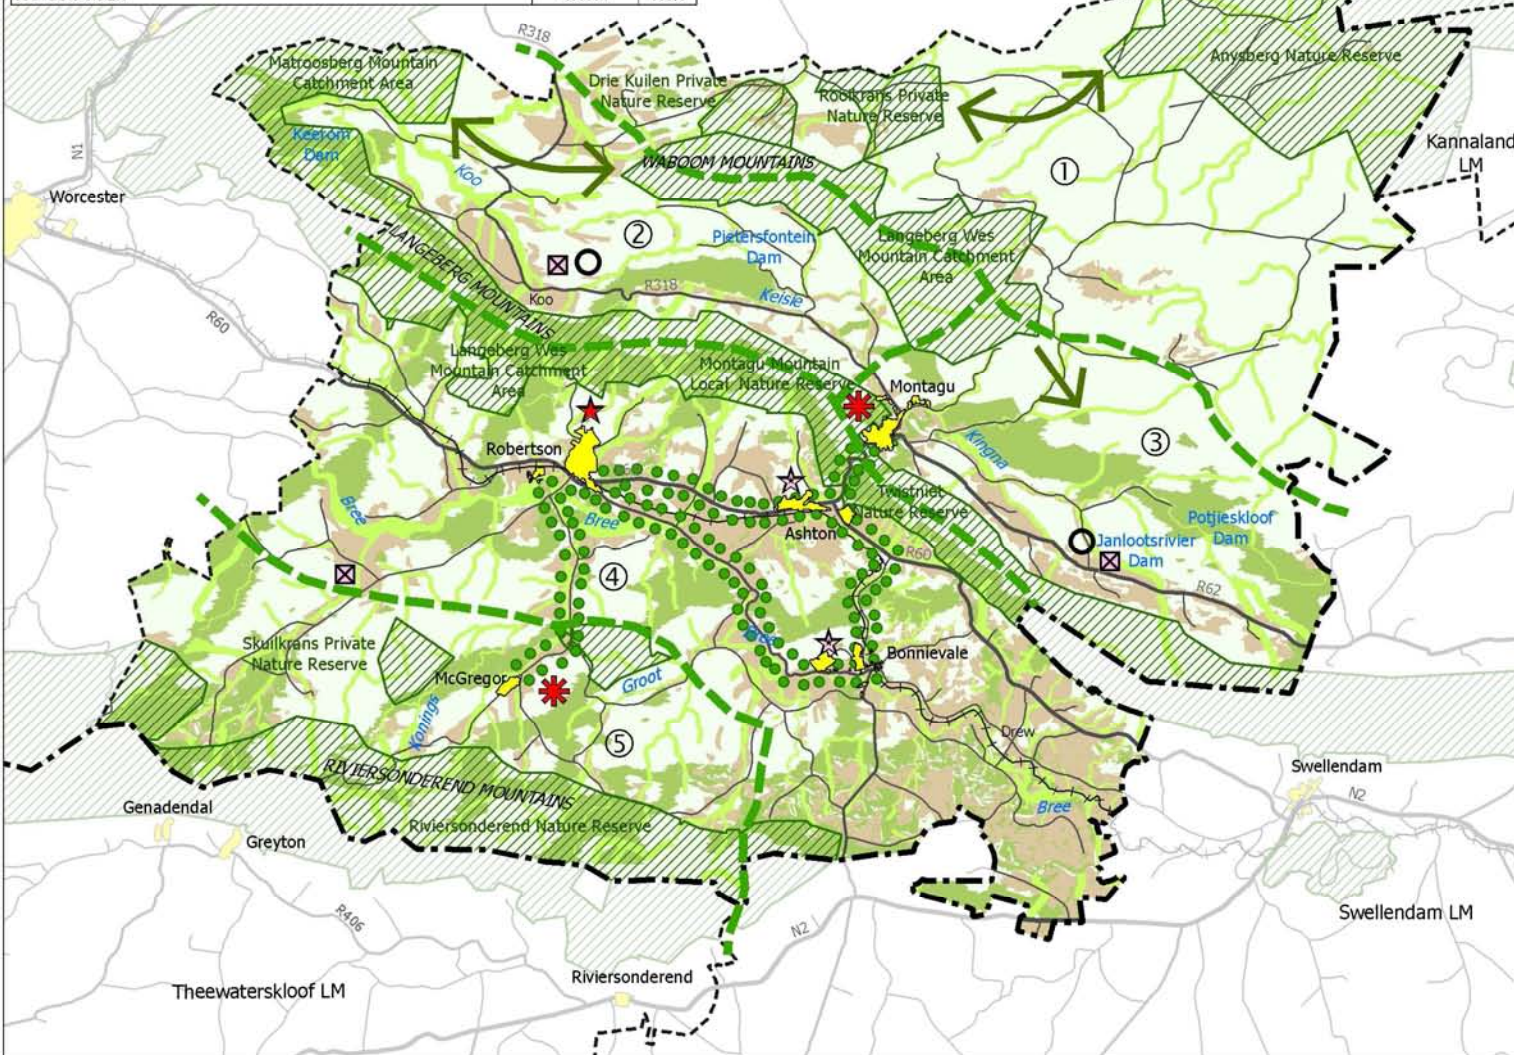 R318
Matroosberg Mountain
Catchment Area
Drie Kuilen Private
Nature Reserve
Rooikrans Private
Nature Reserve
Anysberg Nature Reserve
Keerom
Dam
N1
Kannaland
LM
WABOOM MOUNTAINS
Koo
①
Worcester
②
Pietersfontein
Dam
Langeberg Wes
Mountain Catchment
Area
LANGEBERG MOUNTAINS
R318
Keisie
Koo
R60
Langeberg Wes
Mountain Catchment
Area
Montagu Mountain
Local Nature Reserve
Montagu
Robertson
Kingna
③
Bree
Bree
Twistniet
Nature Reserve
Ashton
Potjieskloof
Dam
Janlootsrivier
Dam
R60
R62
④
Bree
Skuilkrans Private
Nature Reserve
Bonnievale
McGregor
Groot
Konings
⑤
Drew
RIVIERSONDEREND MOUNTAINS
Swellendam
N2
Genadendal
Bree
Riviersonderend Nature Reserve
Greyton
R406
Swellendam LM
N2
Riviersonderend
Theewaterskloof LM